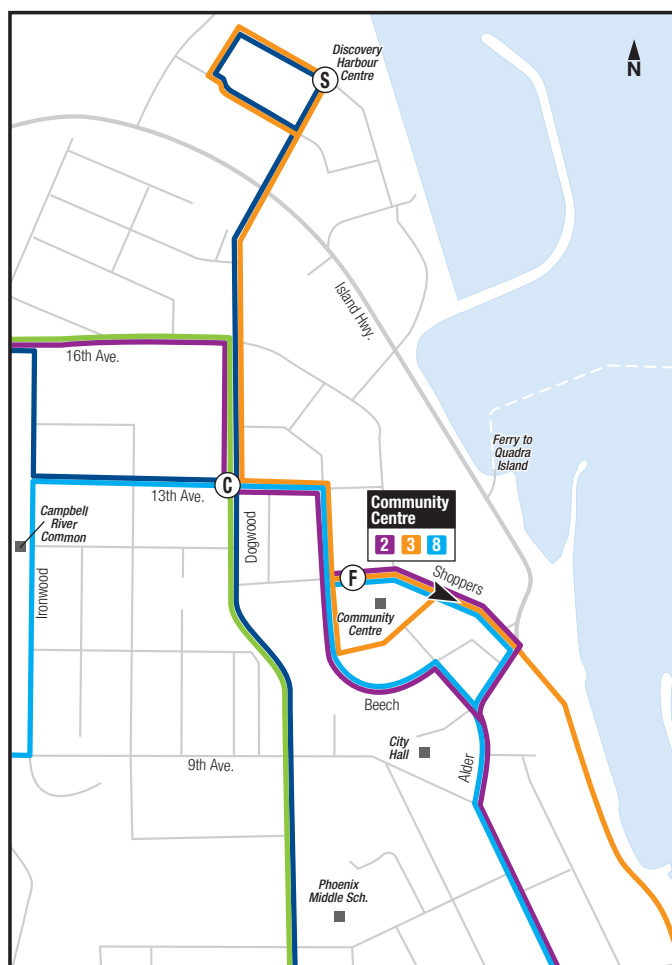 Discovery
Harbour
Centre
N
S
Island Hwy.
16th Ave.
Ferry to
Quadra
Island
13th Ave.
C
Campbell
River
Common
Dogwood
Community
Centre
2 3 8
Ironwood
F
Shoppers
Community
Centre
Beech
City
Hall
9th Ave.
Alder
Phoenix
Middle Sch.